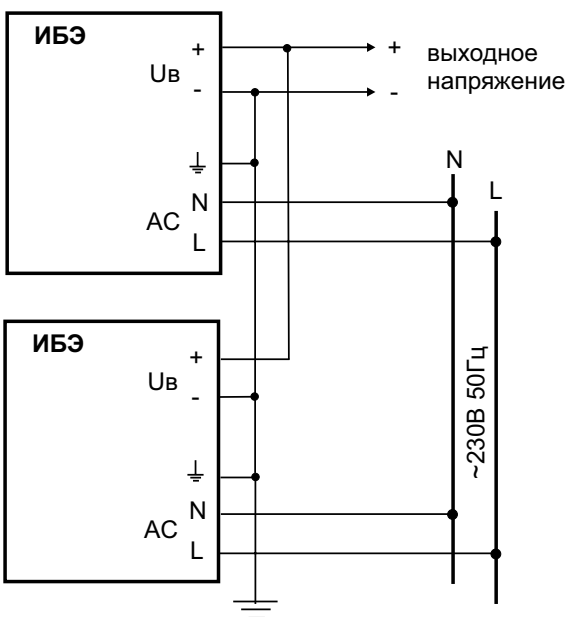 ИБЭ
+
Uв
-
+
-
выходное
напряжение
N
AC
L
N
L
ИБЭ
+
Uв
-
N
AC
L
~230В 50Гц